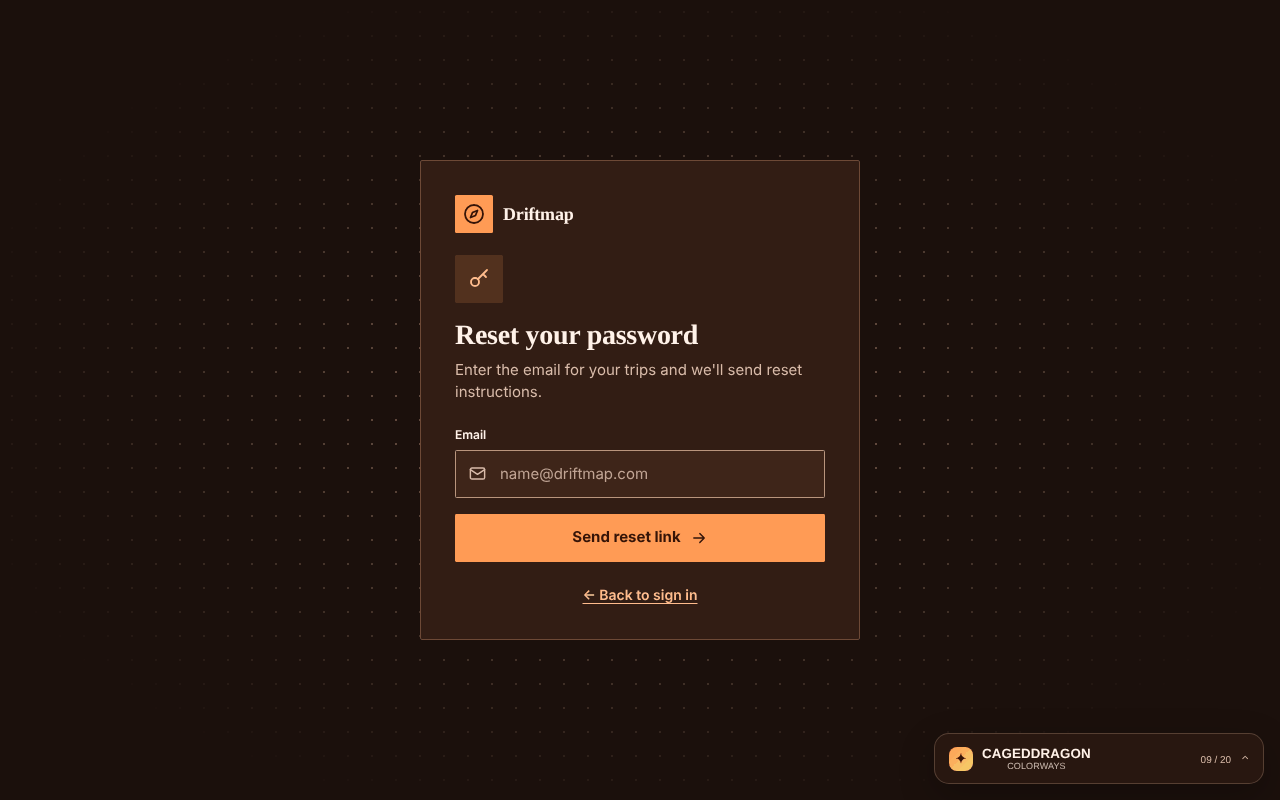 Driftmap
Reset your password
Enter the email for your trips and we'll send reset
instructions.
Email
name@driftmap.com
Send reset link →
← Back to sign in
CAGEDDRAGON
COLORWAYS
09 / 20